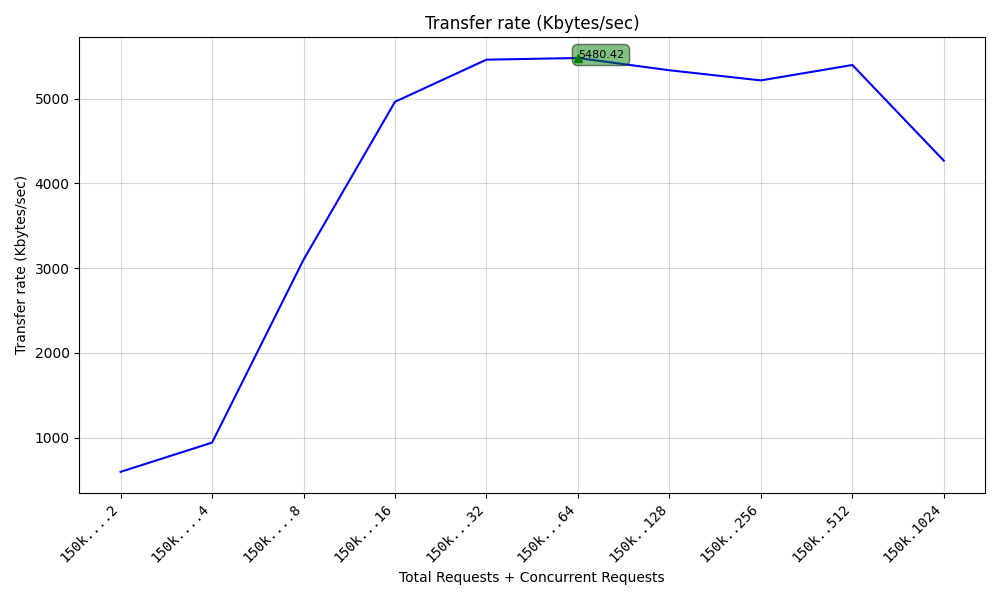 Transfer rate (Kbytes/sec)
5480.42
Transfer rate (Kbytes/sec)
5000
4000
3000
2000
1000
150k....2
150k....4
150k....8
150k...16
150k...32
150k...64
150k..128
150k..256
150k..512
150k.1024
Total Requests + Concurrent Requests